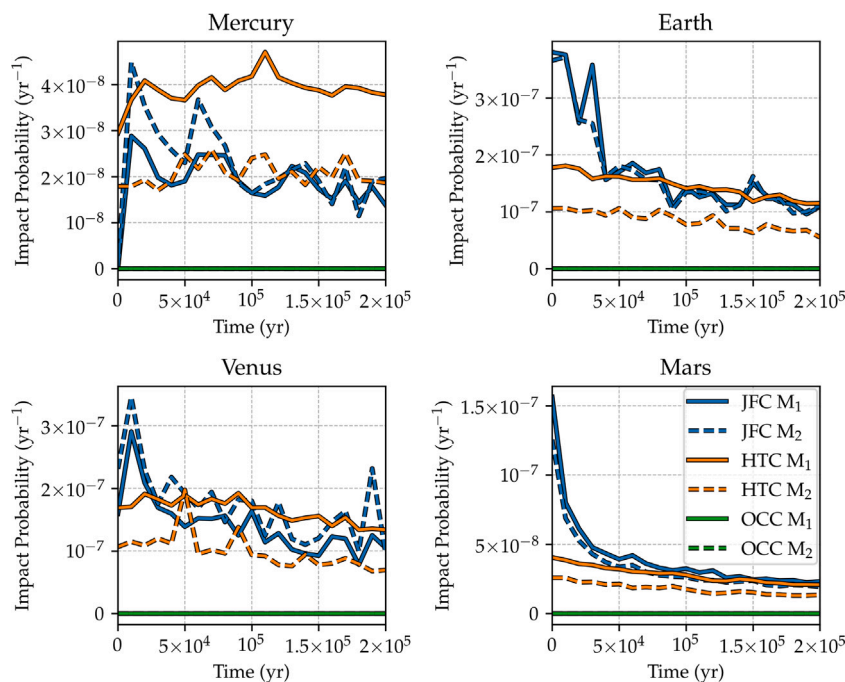 Mercury
Impact Probability (yr⁻¹)
4×10⁻⁸
3×10⁻⁸
2×10⁻⁸
10⁻⁸
0
0 5×10⁴ 10⁵ 1.5×10⁵ 2×10⁵
Time (yr)
Earth
Impact Probability (yr⁻¹)
3×10⁻⁷
2×10⁻⁷
10⁻⁷
0
0 5×10⁴ 10⁵ 1.5×10⁵ 2×10⁵
Time (yr)
Venus
Impact Probability (yr⁻¹)
3×10⁻⁷
2×10⁻⁷
10⁻⁷
0
0 5×10⁴ 10⁵ 1.5×10⁵ 2×10⁵
Time (yr)
Mars
Impact Probability (yr⁻¹)
1.5×10⁻⁷
10⁻⁷
5×10⁻⁸
0
0 5×10⁴ 10⁵ 1.5×10⁵ 2×10⁵
Time (yr)
JFC M₁
JFC M₂
HTC M₁
HTC M₂
OCC M₁
OCC M₂